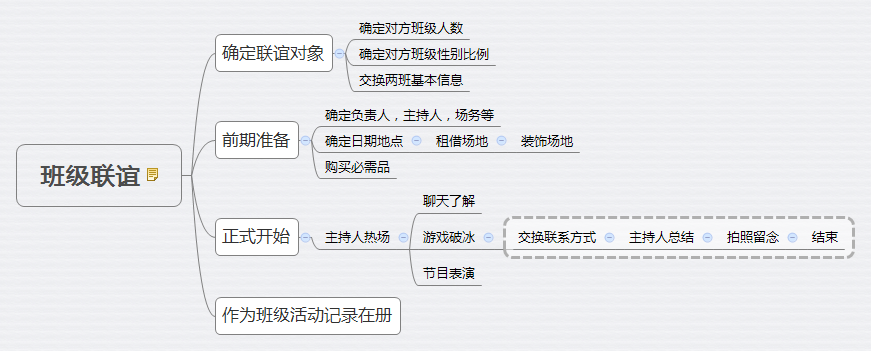 班级联谊
确定联谊对象
确定对方班级人数
确定对方班级性别比例
交换两班基本信息
前期准备
确定负责人，主持人，场务等
确定日期地点
租借场地
装饰场地
购买必需品
正式开始
主持人热场
聊天了解
游戏破冰
交换联系方式
主持人总结
拍照留念
结束
节目表演
作为班级活动记录在册